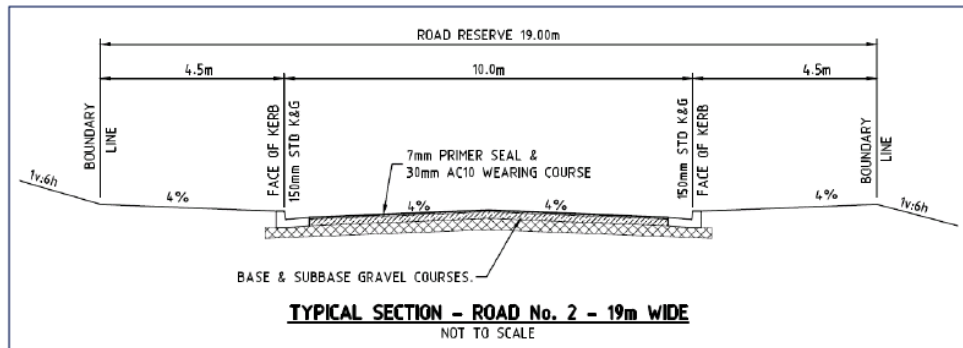 ROAD RESERVE 19.00m
4.5m
10.0m
4.5m
BOUNDARY
LINE
FACE OF KERB
150mm STD K&G
150mm STD K&G
FACE OF KERB
BOUNDARY
LINE
7mm PRIMER SEAL &
30mm AC10 WEARING COURSE
1v:6h
4%
4%
4%
4%
1v:6h
BASE & SUBBASE GRAVEL COURSES.
TYPICAL SECTION - ROAD No. 2 - 19m WIDE
NOT TO SCALE